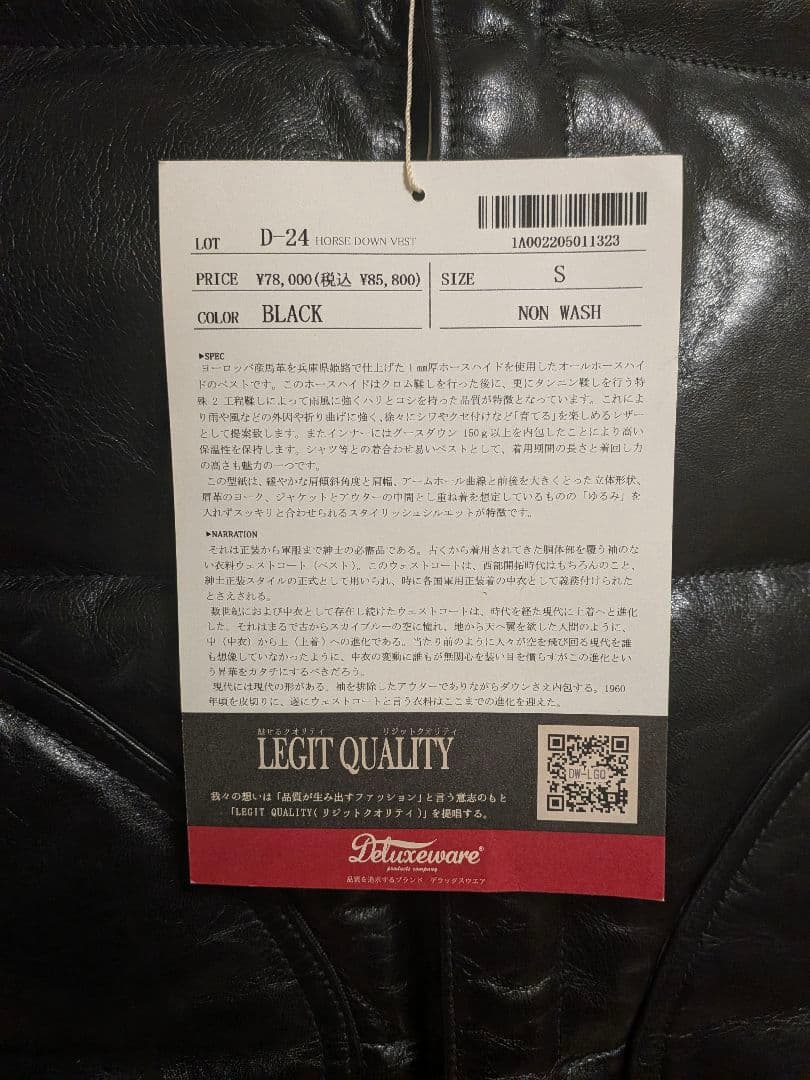 LOT D-24 HORSE DOWN VEST
1A002205011323
PRICE ¥78,000(税込 ¥85,800) SIZE S
COLOR BLACK NON WASH
▶SPEC
ヨーロッパ産馬革を兵庫県姫路で仕上げた1mm厚ホースハイドを使用したオールホースハイ
ドのベストです。このホースハイドはクロム鞣しを行った後に、更にタンニン鞣しを行う特
殊2工程鞣しによって雨風に強くハリとコシを持った品質が特徴となっています。これによ
り雨や風などの外因や折り曲げに強く、徐々にシワやクセ付けなど「育てる」を楽しめるレザー
として提案致します。またインナーにはグースダウン150g以上を内包したことにより高い
保温性を保持します。シャツ等との着合わせ易いベストとして、着用期間の長さと着回し力
の高さも魅力の一つです。
この型紙は、緩やかな肩傾斜角度と肩幅、アームホール曲線と前後を大きくとった立体形状、
肩革のヨーク、ジャケットとアウターの中間とし重ね着を想定しているものの「ゆるみ」を
入れずスッキリと合わせられるスタイリッシュシルエットが特徴です。
▶NARRATION
それは正装から軍服まで紳士の必需品である。古くから着用されてきた胴体部を覆う袖のな
い衣料ウェストコート(ベスト)。このウェストコートは、西部開拓時代はもちろんのこと、
紳士正装スタイルの正式として用いられ、時に各国軍用正装着の中衣として義務付けられた
とさえされる。
数世紀におよび中衣として存在し続けたウェストコートは、時代を経た現代に上着へと進化
した。それはまるで古からスカイブルーの空に憧れ、地から天へ翼を欲した人間のように、
中(中衣)から上(上着)への進化である。当たり前のように人々が空を飛び回る現代を誰
も想像していなかったように、中衣の変動に誰もが無関心を装い目を慣らすがこの進化とい
う昇華をカタチにするべきだろう。
現代には現代の形がある。袖を排除したアウターでありながらダウンさえ内包する。1960
年頃を皮切りに、遂にウェストコートと言う衣料はここまでの進化を迎えた。
魅せるクオリティ リジットクオリティ
LEGIT QUALITY
DW-LGQ
我々の想いは「品質が生み出すファッション」と言う意志のもと
「LEGIT QUALITY(リジットクオリティ)」を提唱する。
Deluxeware®
products company
品質を追求するブランド デラックスウエア